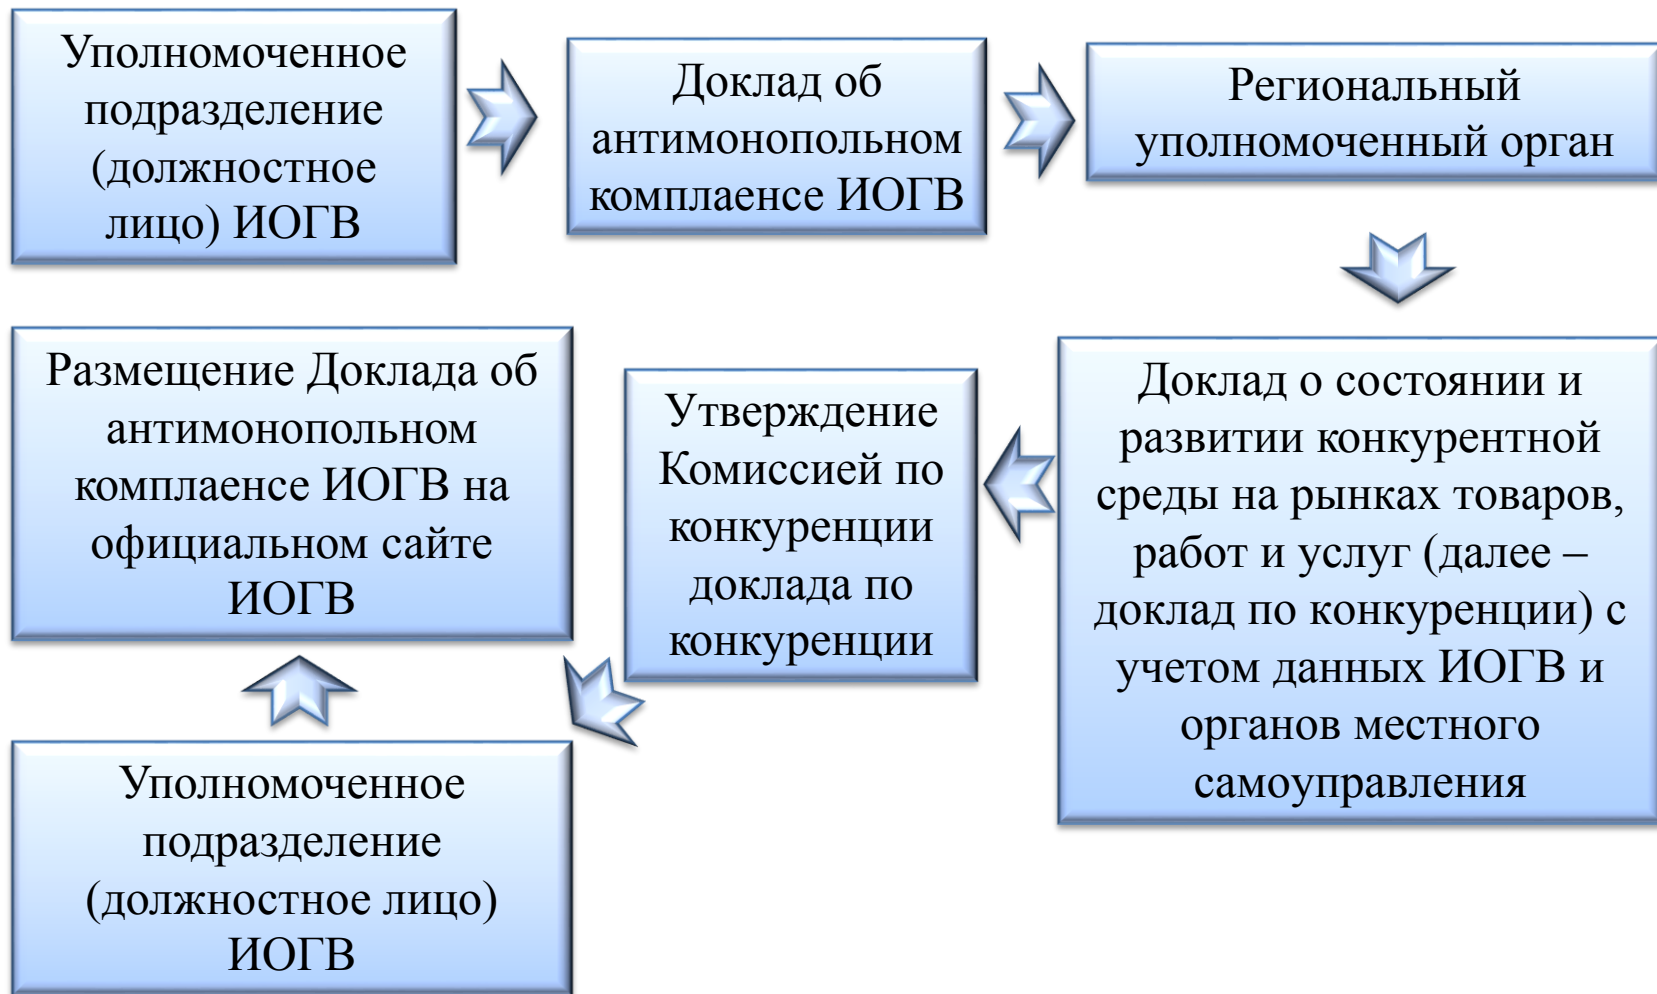 Уполномоченное
подразделение
(должностное
лицо) ИОГВ
Доклад об
антимонопольном
комплаенсе ИОГВ
Региональный
уполномоченный орган
Доклад о состоянии и
развитии конкурентной
среды на рынках товаров,
работ и услуг (далее –
доклад по конкуренции) с
учетом данных ИОГВ и
органов местного
самоуправления
Утверждение
Комиссией по
конкуренции
доклада по
конкуренции
Уполномоченное
подразделение
(должностное лицо)
ИОГВ
Размещение Доклада об
антимонопольном
комплаенсе ИОГВ на
официальном сайте
ИОГВ